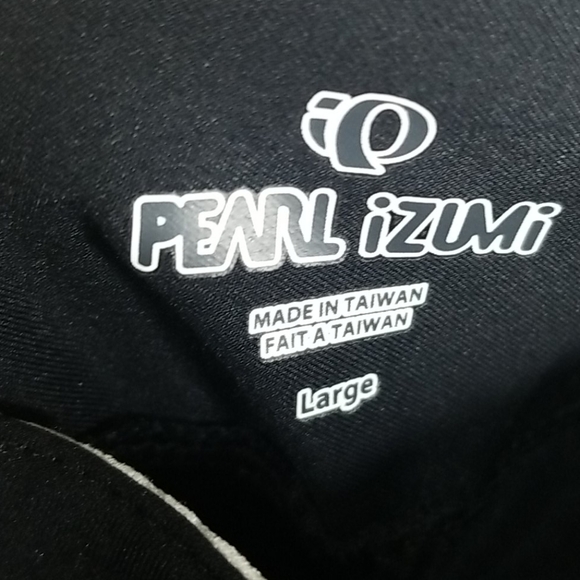 PEARL iZUMi
MADE IN TAIWAN
FAIT A TAIWAN
Large